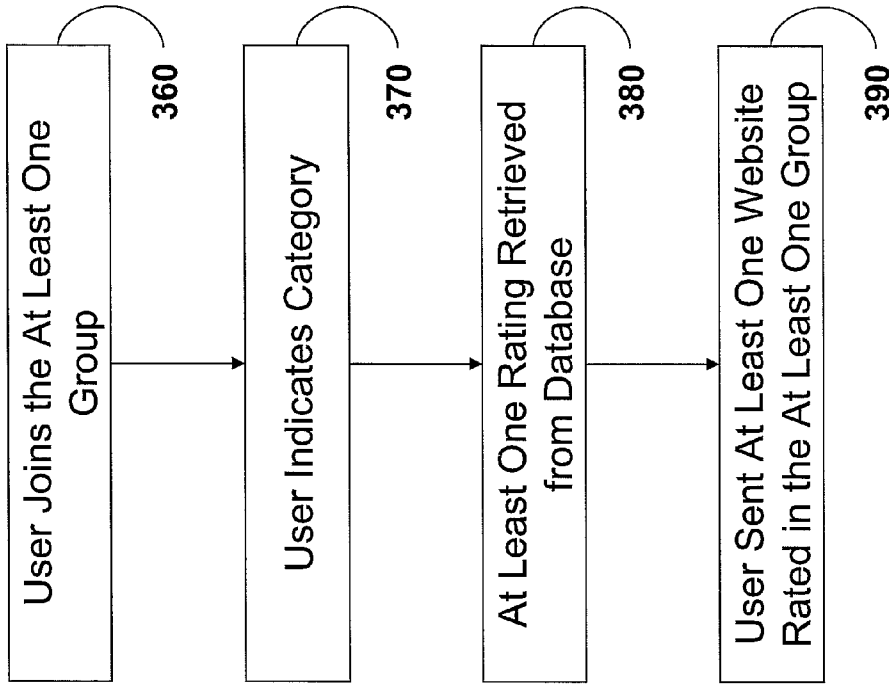 User Joins the At Least One
Group
360
User Indicates Category
370
At Least One Rating Retrieved
from Database
380
User Sent At Least One Website
Rated in the At Least One Group
390